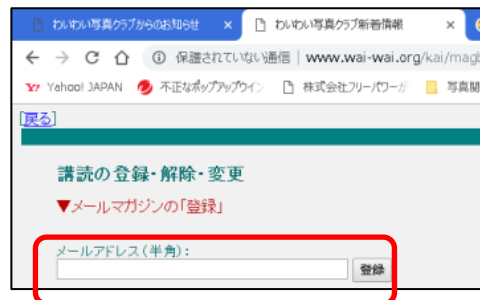 わいわい写真クラブからのお知らせ × わいわい写真クラブ新着情報 ×
保護されていない通信 | www.wai-wai.org/kai/mag
Yahoo! JAPAN 不正なポップアップウイン 株式会社フリーパワーが 写真関
[戻る]
講読の登録・解除・変更
▼メールマガジンの「登録」
メールアドレス(半角):
登録